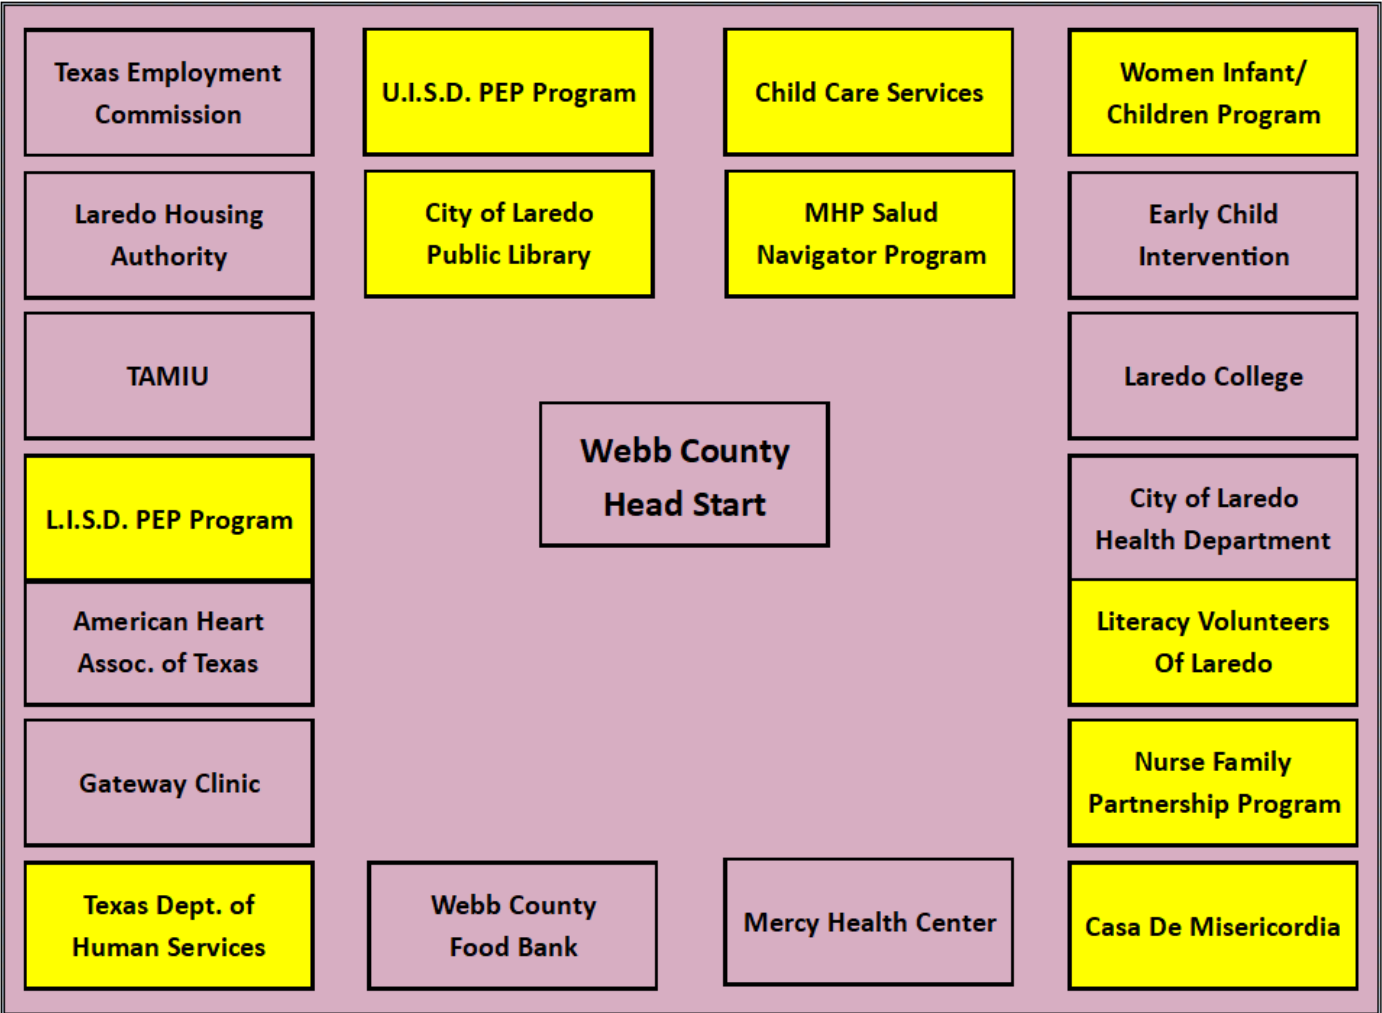 Texas Employment
Commission
U.I.S.D. PEP Program
Child Care Services
Women Infant/
Children Program
Laredo Housing
Authority
City of Laredo
Public Library
MHP Salud
Navigator Program
Early Child
Intervention
TAMIU
Laredo College
Webb County
Head Start
L.I.S.D. PEP Program
City of Laredo
Health Department
American Heart
Assoc. of Texas
Literacy Volunteers
Of Laredo
Gateway Clinic
Nurse Family
Partnership Program
Texas Dept. of
Human Services
Webb County
Food Bank
Mercy Health Center
Casa De Misericordia